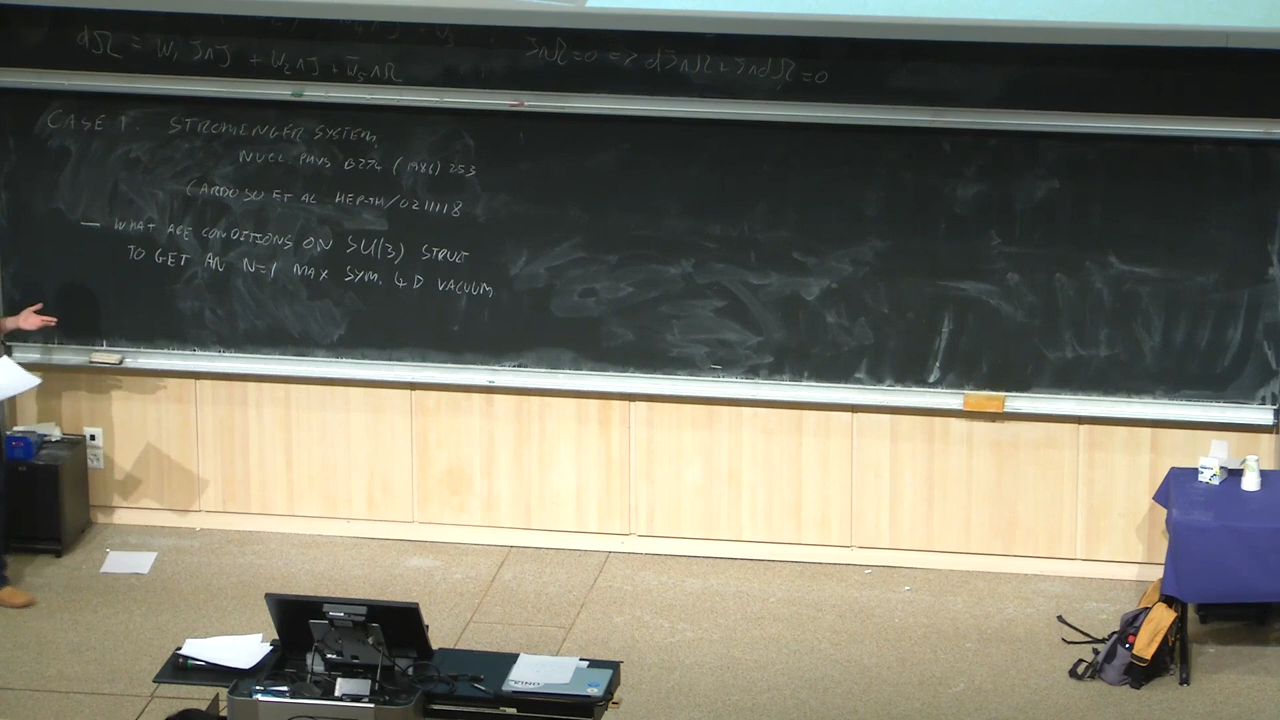 dΩ = W₁ J∧J + W₂∧J + W̄₅∧Ω
J∧Ω=0 => dJ∧Ω+J∧dΩ=0
CASE 1. STROMINGER SYSTEM
NUCL PHYS B274 (1986) 253
CARDOSO ET AL HEP-TH/0211118
— WHAT ARE CONDITIONS ON SU(3) STRUCT
TO GET AN N=1 MAX SYM. 4D VACUUM